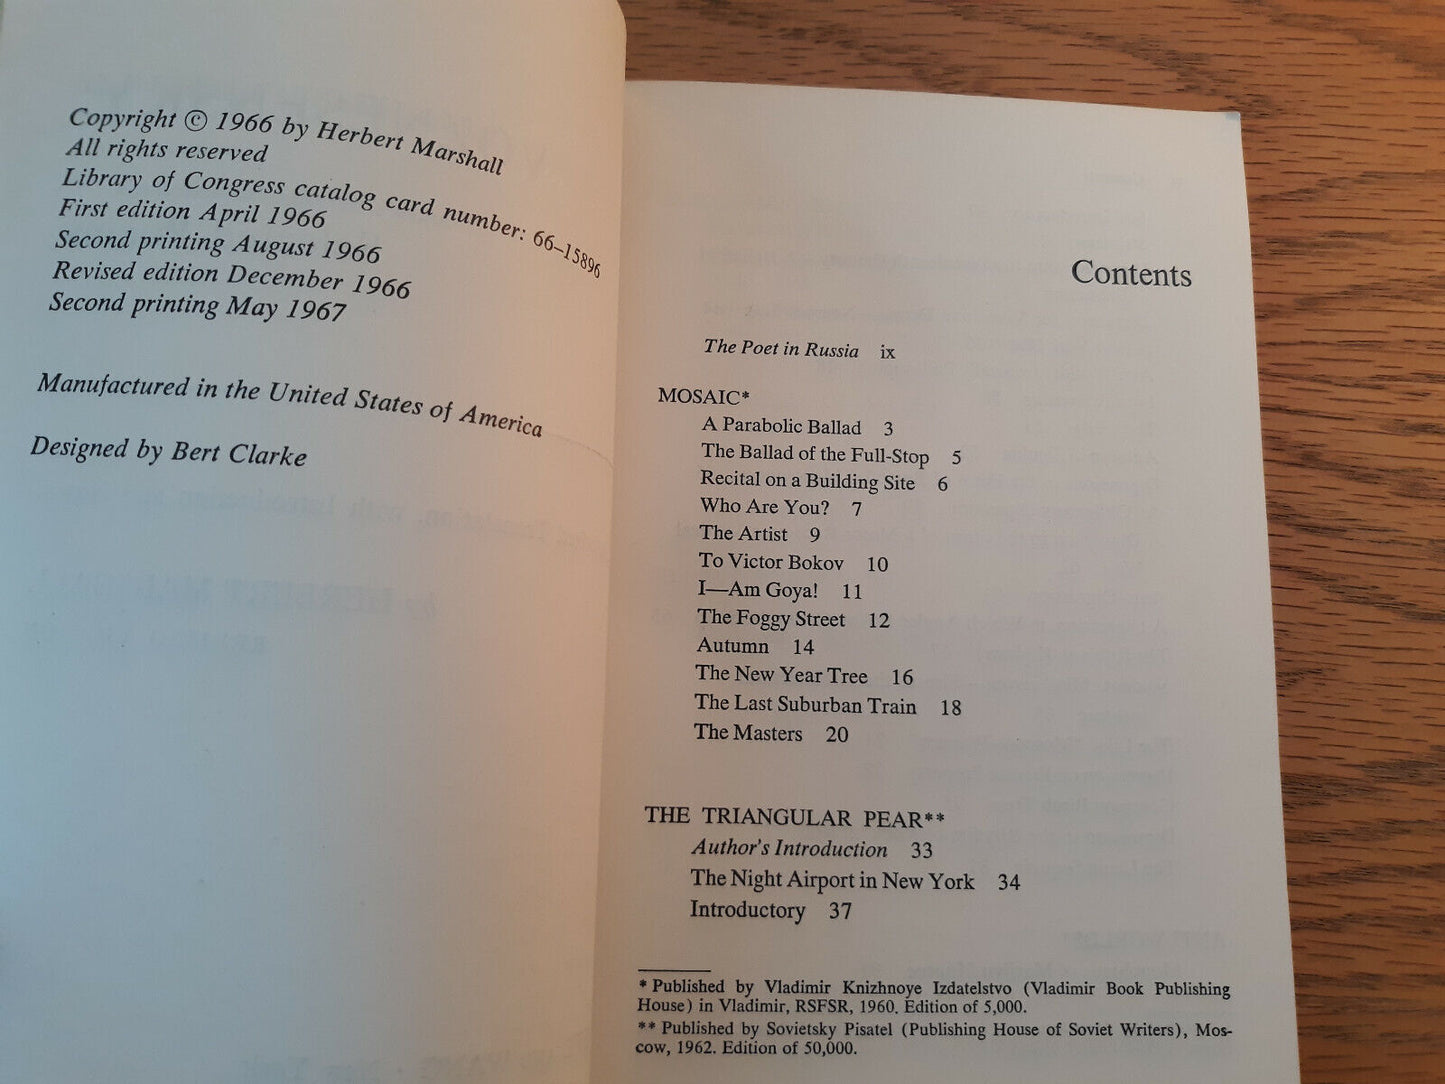 Copyright © 1966 by Herbert Marshall
All rights reserved
Library of Congress catalog card number: 66–15896
First edition April 1966
Second printing August 1966
Revised edition December 1966
Second printing May 1967
Manufactured in the United States of America
Designed by Bert Clarke
Contents
The Poet in Russia ix
MOSAIC*
A Parabolic Ballad 3
The Ballad of the Full-Stop 5
Recital on a Building Site 6
Who Are You? 7
The Artist 9
To Victor Bokov 10
I—Am Goya! 11
The Foggy Street 12
Autumn 14
The New Year Tree 16
The Last Suburban Train 18
The Masters 20
THE TRIANGULAR PEAR**
Author's Introduction 33
The Night Airport in New York 34
Introductory 37
* Published by Vladimir Knizhnoye Izdatelstvo (Vladimir Book Publishing
House) in Vladimir, RSFSR, 1960. Edition of 5,000.
** Published by Sovietsky Pisatel (Publishing House of Soviet Writers), Mos-
cow, 1962. Edition of 50,000.